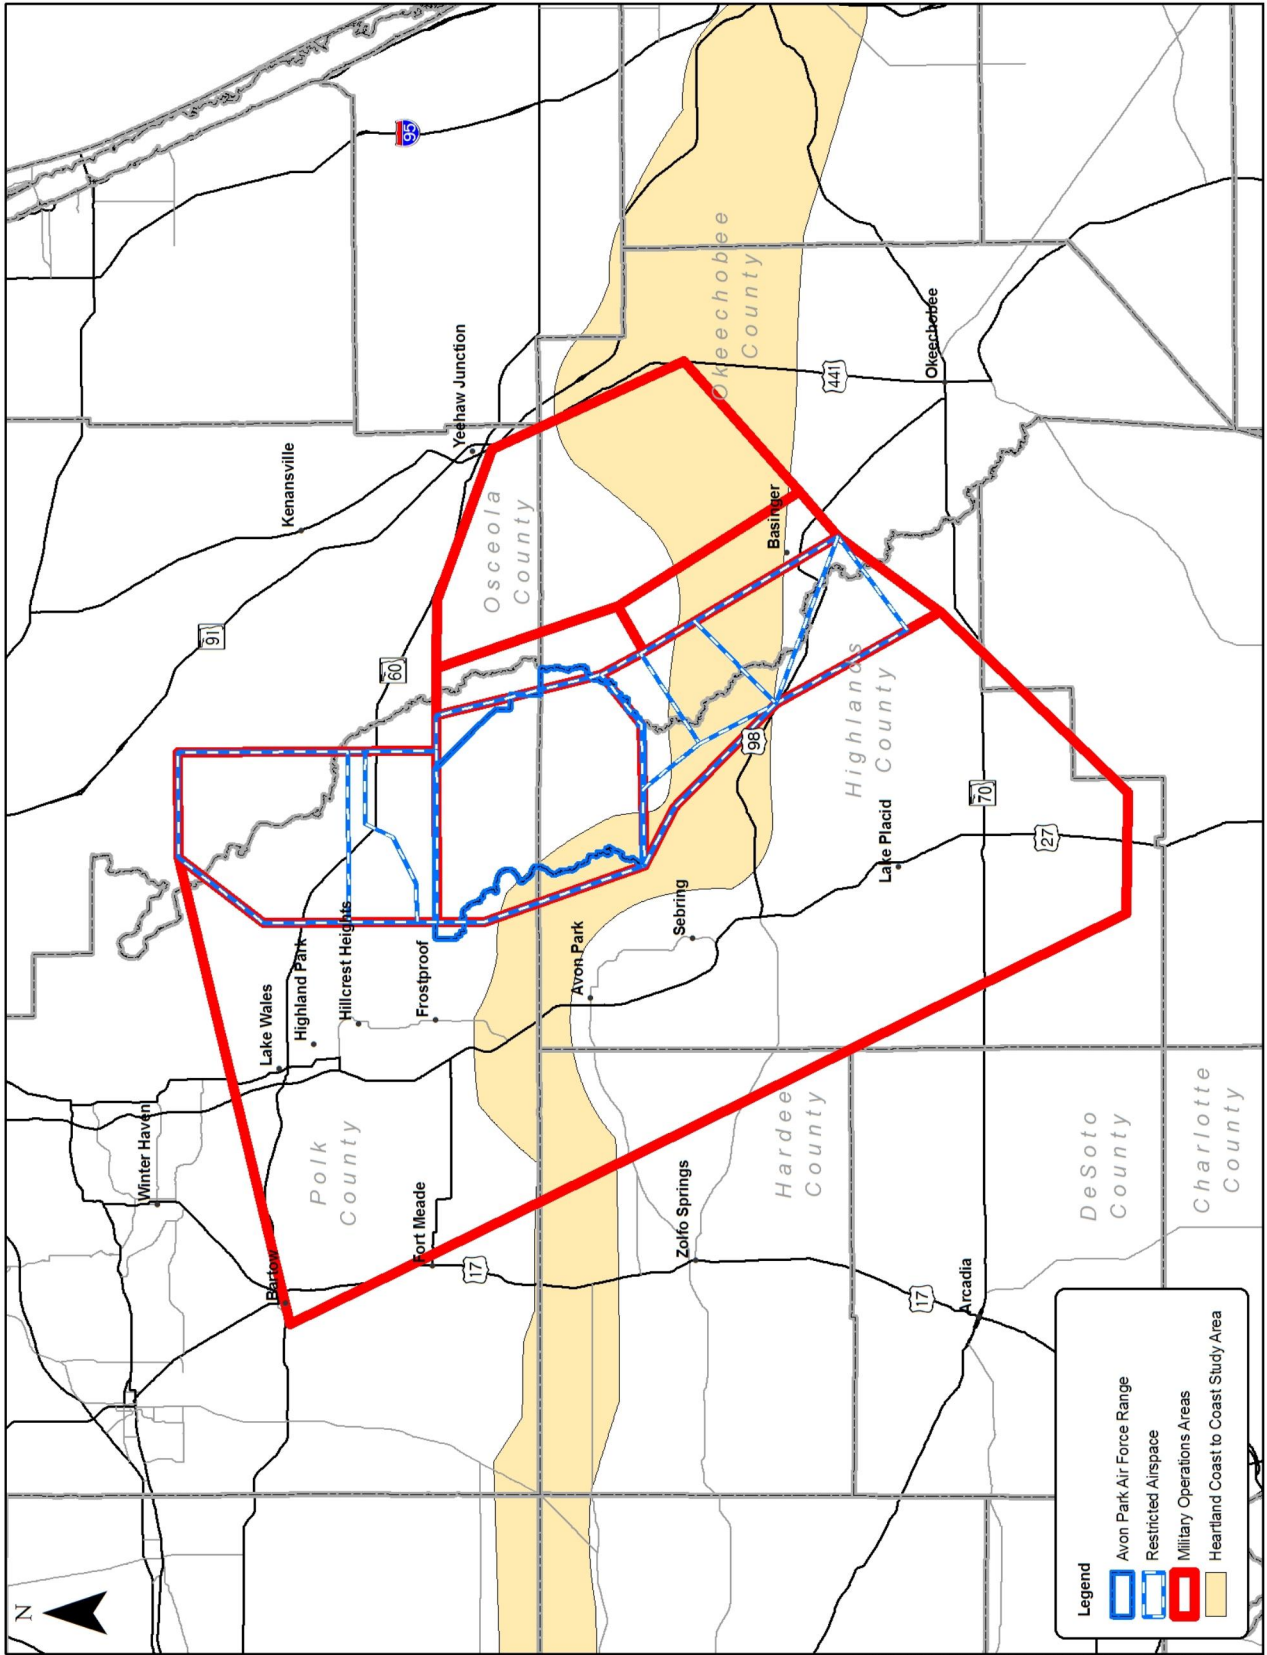 N
95
Kenansville
Yeehaw Junction
91
60
Osceola
County
Okeechobee
County
441
Okeechobee
Basinger
98
Highlands
County
Winter Haven
Lake Wales
Highland Park
Hillcrest Heights
Frostproof
Bartow
Polk
County
Fort Meade
17
Avon Park
Sebring
Lake Placid
70
27
Zolfo Springs
Hardee
County
17
Arcadia
DeSoto
County
Charlotte
County
Legend
Avon Park Air Force Range
Restricted Airspace
Military Operations Areas
Heartland Coast to Coast Study Area